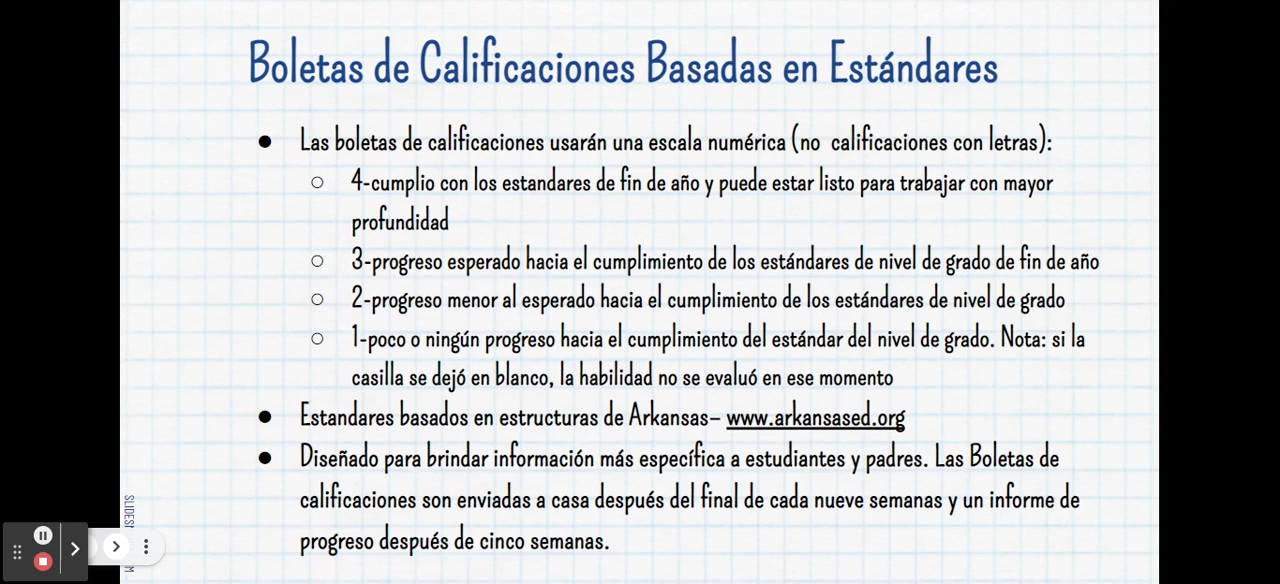 Boletas de Calificaciones Basadas en Estándares
● Las boletas de calificaciones usarán una escala numérica (no calificaciones con letras):
○ 4-cumplio con los estandares de fin de año y puede estar listo para trabajar con mayor
profundidad
○ 3-progreso esperado hacia el cumplimiento de los estándares de nivel de grado de fin de año
○ 2-progreso menor al esperado hacia el cumplimiento de los estándares de nivel de grado
○ 1-poco o ningún progreso hacia el cumplimiento del estándar del nivel de grado. Nota: si la
casilla se dejó en blanco, la habilidad no se evaluó en ese momento
● Estandares basados en estructuras de Arkansas– www.arkansased.org
● Diseñado para brindar información más específica a estudiantes y padres. Las Boletas de
calificaciones son enviadas a casa después del final de cada nueve semanas y un informe de
progreso después de cinco semanas.